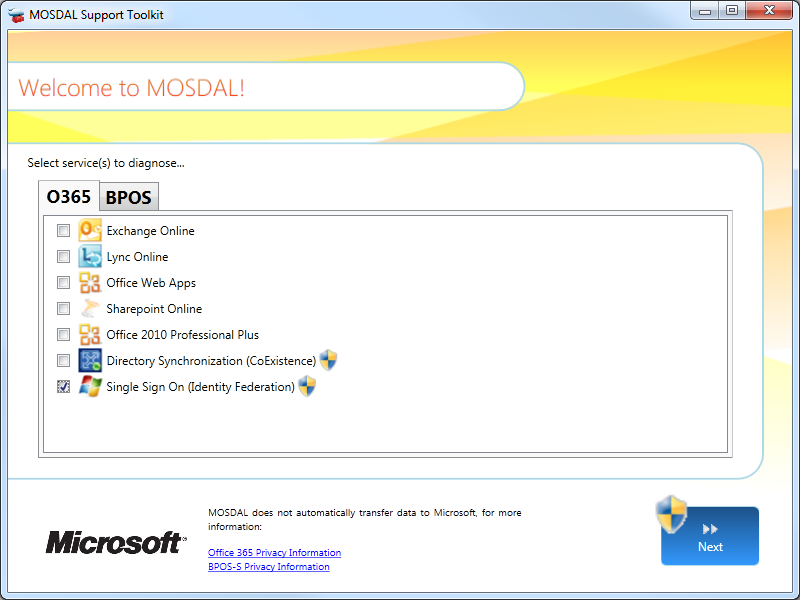 MOSDAL Support Toolkit
Welcome to MOSDAL!
Select service(s) to diagnose...
O365 BPOS
Exchange Online
Lync Online
Office Web Apps
Sharepoint Online
Office 2010 Professional Plus
Directory Synchronization (CoExistence)
Single Sign On (Identity Federation)
MOSDAL does not automatically transfer data to Microsoft, for more
information:
Microsoft®
Office 365 Privacy Information
BPOS-S Privacy Information
Next